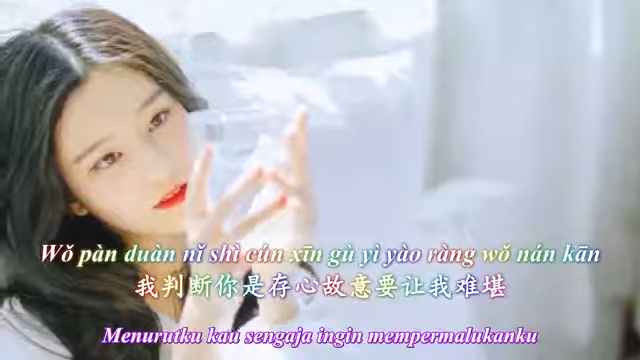 Wǒ pàn duàn nǐ shì cún xīn gù yì yào ràng wǒ nán kān
我判断你是存心故意要让我难堪
Menurutku kau sengaja ingin mempermalukanku